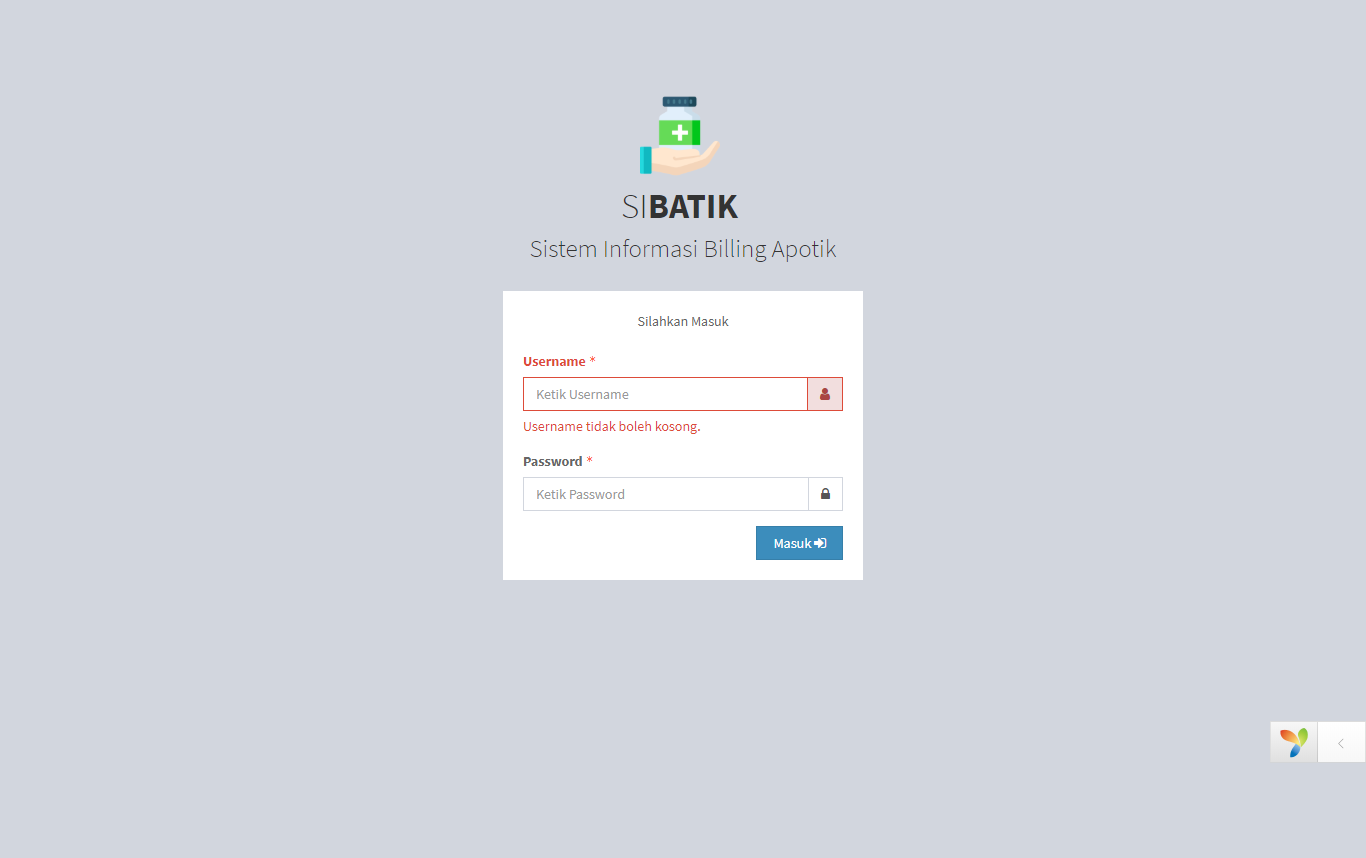 SIBATIK
Sistem Informasi Billing Apotik
Silahkan Masuk
Username *
Ketik Username
Username tidak boleh kosong.
Password *
Ketik Password
Masuk